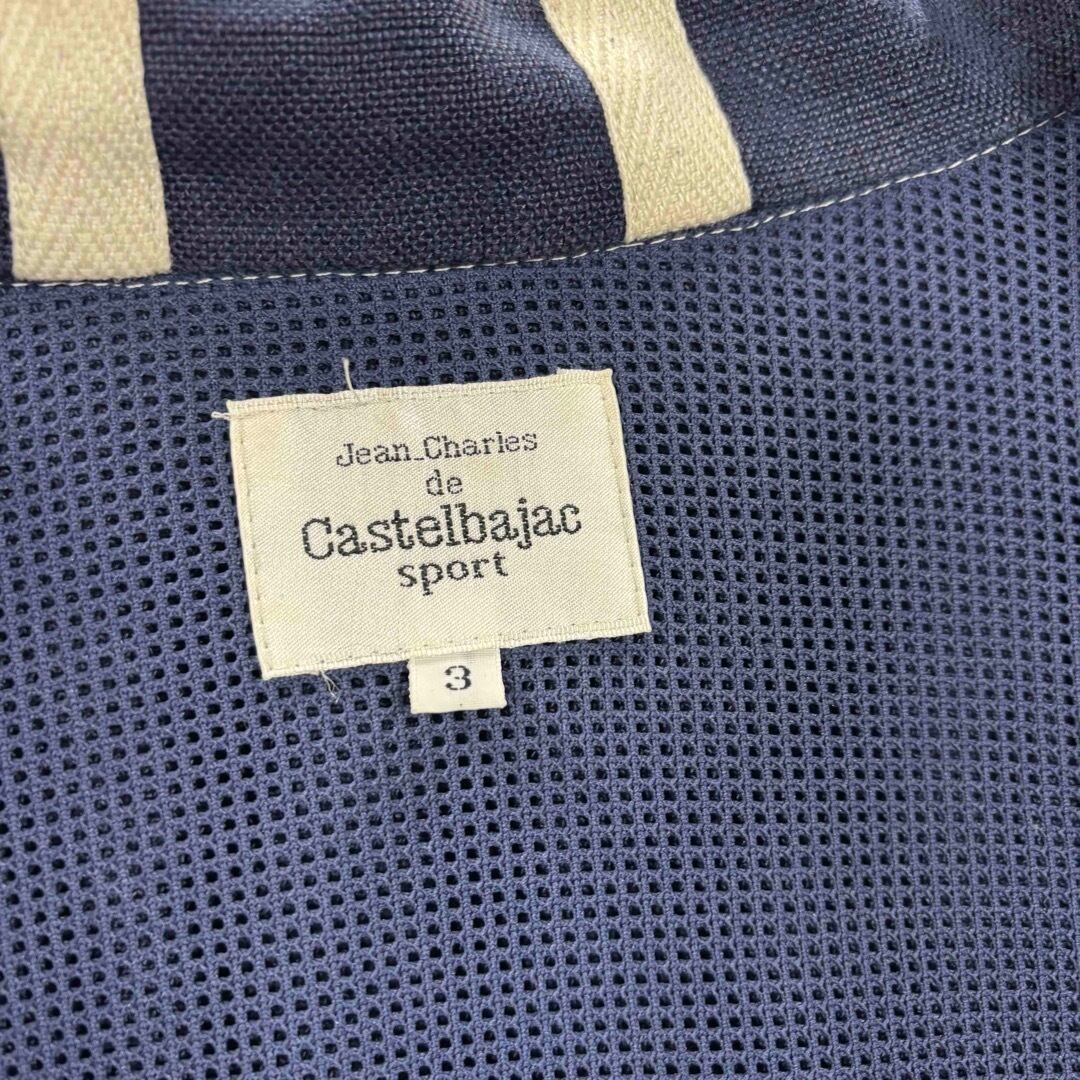 Jean_Charles
de
Castelbajac
sport
3